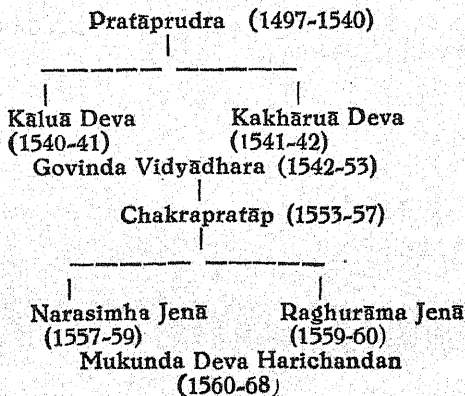 Pratāprudra (1497-1540)
Kāluā Deva Kakhāruā Deva
(1540-41) (1541-42)
Govinda Vidyādhara (1542-53)
Chakrapratāp (1553-57)
Narasimha Jenā Raghurāma Jenā
(1557-59) (1559-60)
Mukunda Deva Harichandan
(1560-68)